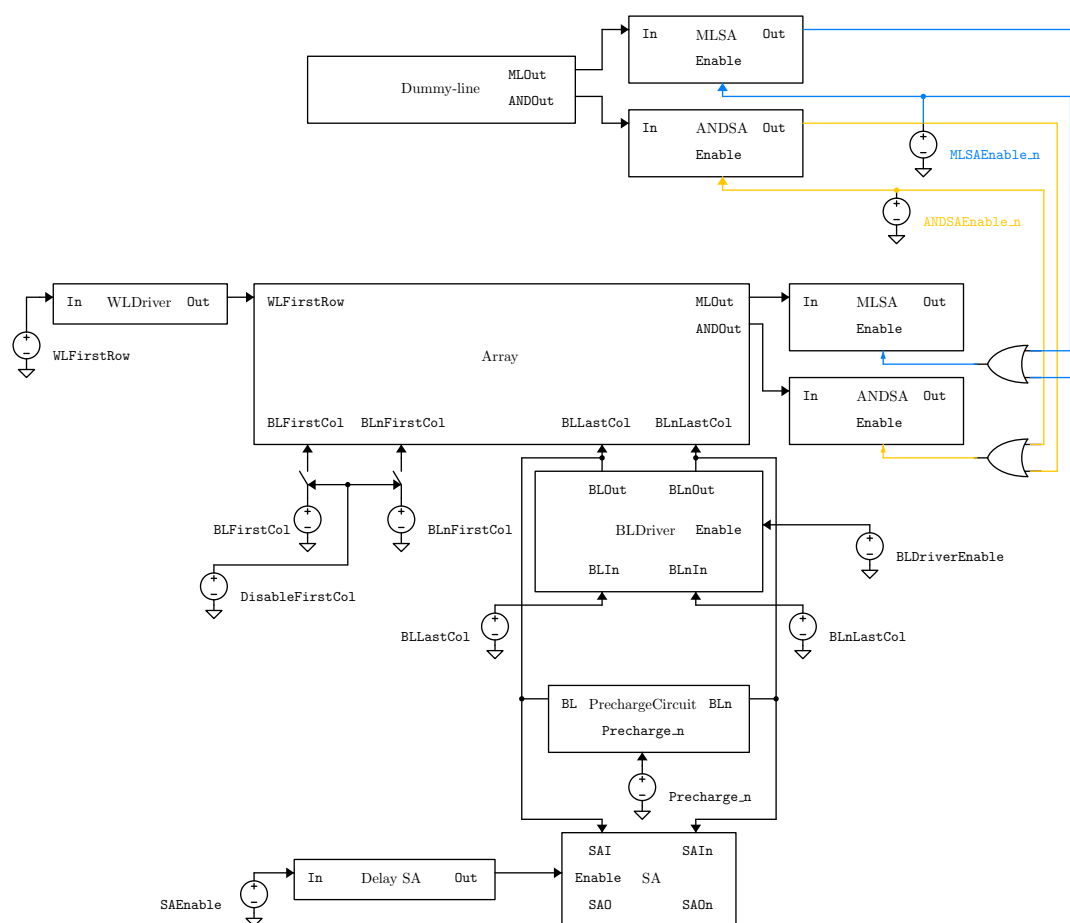 In MLSA Out
Enable
Dummy-line
MLOut
ANDOut
In ANDSA Out
Enable
MLSAEnable_n
ANDSAEnable_n
In WLDriver Out
WLFirstRow
WLFirstRow
MLOut
ANDOut
Array
BLFirstCol BLnFirstCol BLLastCol BLnLastCol
In MLSA Out
Enable
In ANDSA Out
Enable
BLFirstCol
BLnFirstCol
DisableFirstCol
BLOut BLnOut
BLDriver Enable
BLIn BLnIn
BLDriverEnable
BLLastCol
BLnLastCol
BL PrechargeCircuit BLn
Precharge_n
Precharge_n
SAEnable
In Delay SA Out
SAI SAIn
Enable SA
SAO SAOn